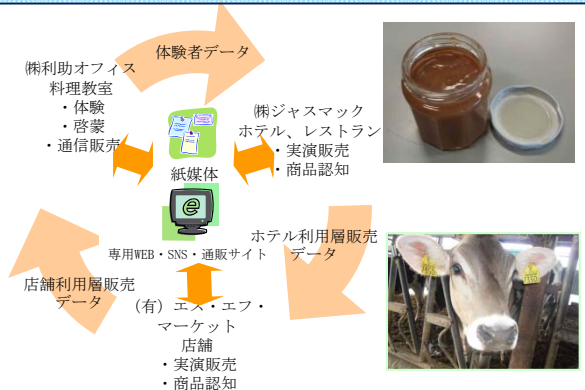 体験者データ
㈱利助オフィス
料理教室
・体験
・啓蒙
・通信販売
㈱ジャスマック
ホテル、レストラン
・実演販売
・商品認知
紙媒体
e
専用WEB・SNS・通販サイト
ホテル利用層販売
データ
店舗利用層販売
データ
（有）エス・エフ・
マーケット
店舗
・実演販売
・商品認知